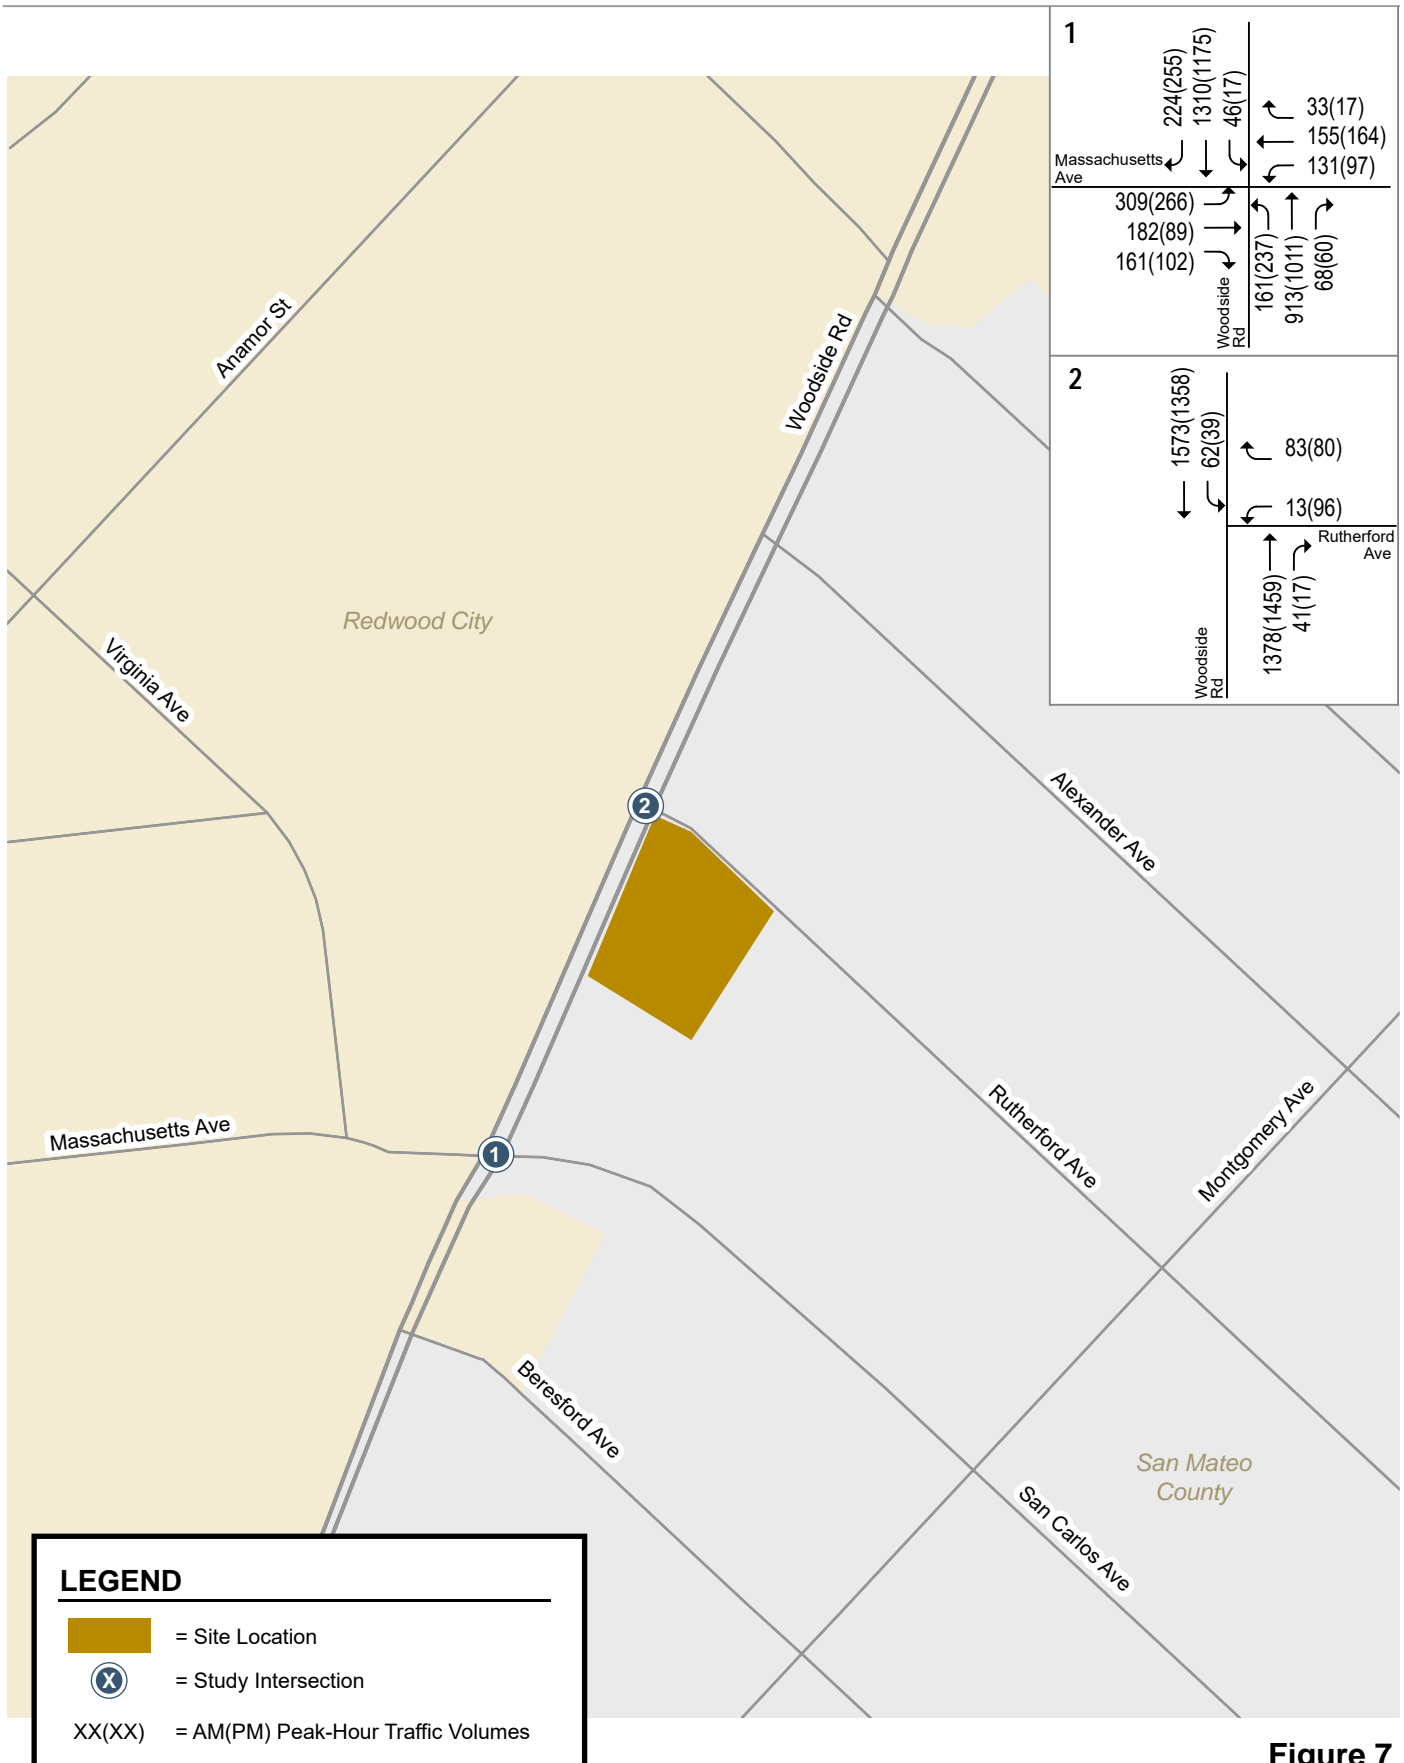 1
224(255)
1310(1175)
46(17)
33(17)
155(164)
131(97)
Massachusetts
Ave
309(266)
182(89)
161(102)
161(237)
913(1011)
68(60)
Woodside
Rd
2
1573(1358)
62(39)
83(80)
13(96)
Rutherford
Ave
1378(1459)
41(17)
Woodside
Rd
Anamor St
Woodside Rd
Redwood City
Virginia Ave
2
Alexander Ave
Massachusetts Ave
1
Rutherford Ave
Montgomery Ave
Beresford Ave
San Mateo
County
San Carlos Ave
LEGEND
= Site Location
X = Study Intersection
XX(XX) = AM(PM) Peak-Hour Traffic Volumes
Figure 7